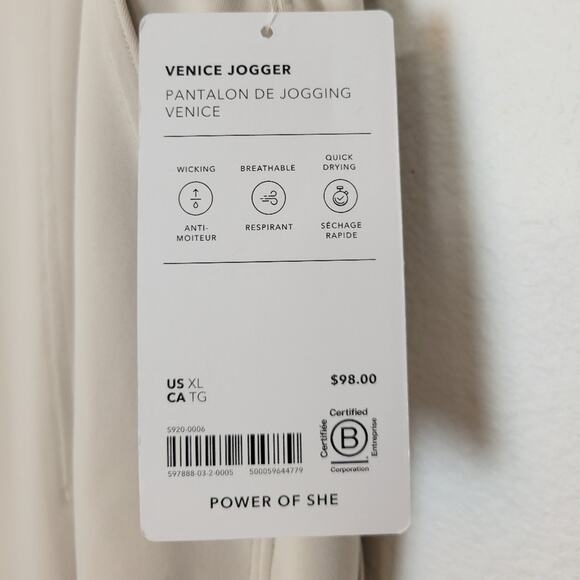 VENICE JOGGER
PANTALON DE JOGGING
VENICE
WICKING
BREATHABLE
QUICK
DRYING
ANTI-
MOITEUR
RESPIRANT
SÉCHAGE
RAPIDE
US XL
CA TG
$98.00
5920-0006
597888-03-2-0005 500059644779
Certified
Certifiée
B
Entreprise
Corporation
POWER OF SHE